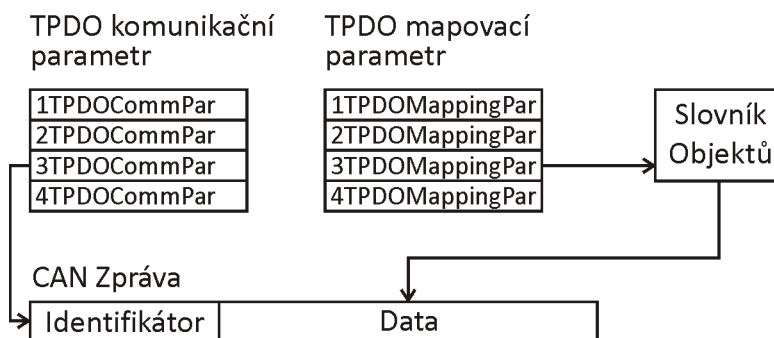 TPDO komunikační
parametr
1TPDOCommPar
2TPDOCommPar
3TPDOCommPar
4TPDOCommPar
TPDO mapovací
parametr
1TPDOMappingPar
2TPDOMappingPar
3TPDOMappingPar
4TPDOMappingPar
Slovník
Objektů
CAN Zpráva
Identifikátor
Data